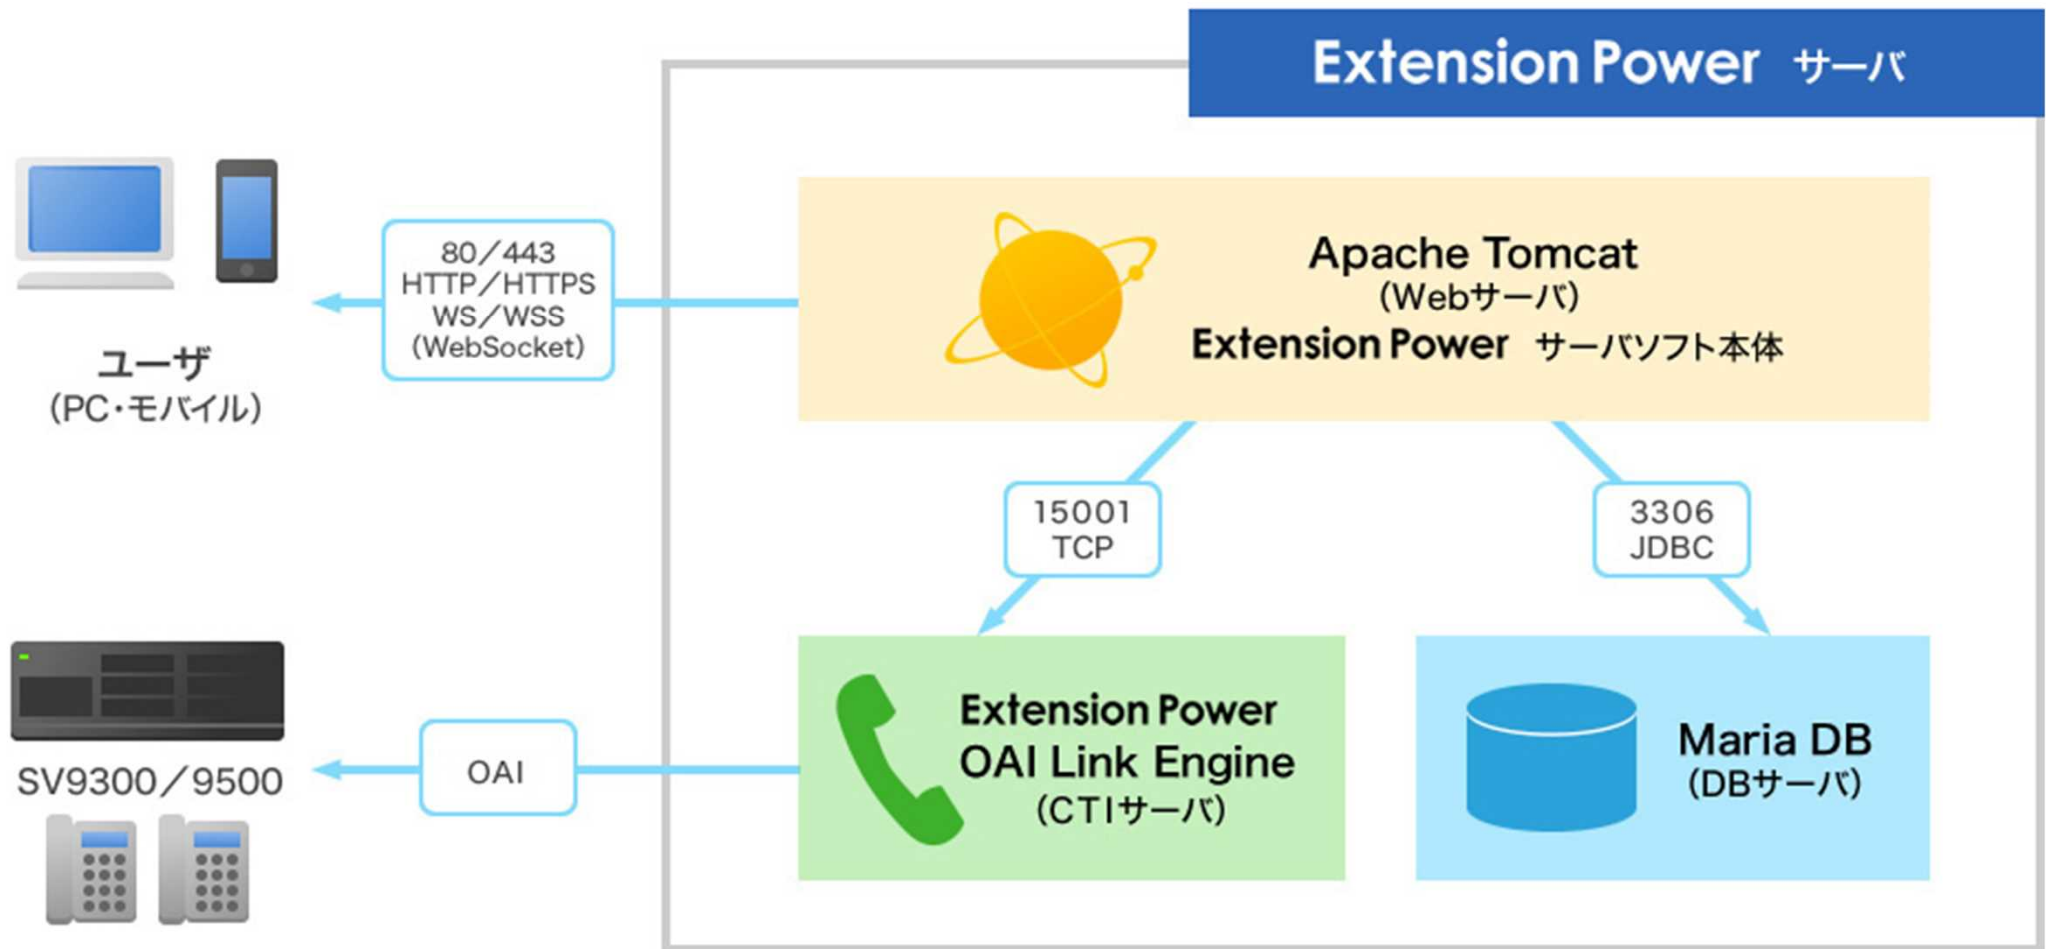 Extension Power サーバ
80／443
HTTP／HTTPS
WS／WSS
(WebSocket)
ユーザ
(PC・モバイル)
Apache Tomcat
(Webサーバ)
Extension Power サーバソフト本体
15001
TCP
3306
JDBC
SV9300／9500
OAI
Extension Power
OAI Link Engine
(CTIサーバ)
Maria DB
(DBサーバ)